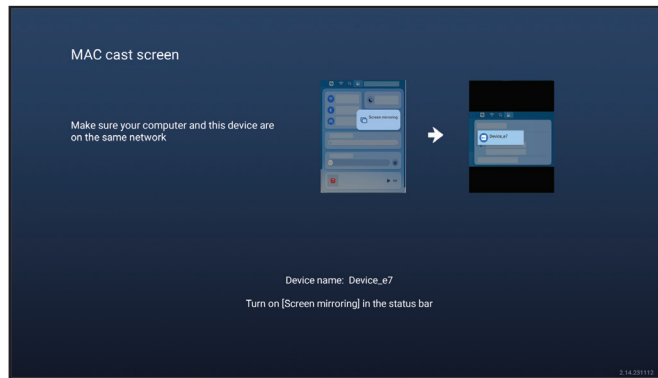 MAC cast screen
Screen mirroring
Make sure your computer and this device are
on the same network
Device_e7
Device name: Device_e7
Turn on [Screen mirroring] in the status bar
2.14.231112